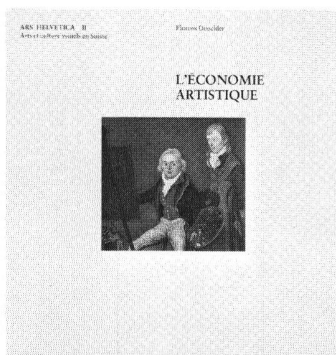 ARS HELVETICA II
Arts et culture visuels en Suisse
Florens Deuchler
L'ÉCONOMIE
ARTISTIQUE